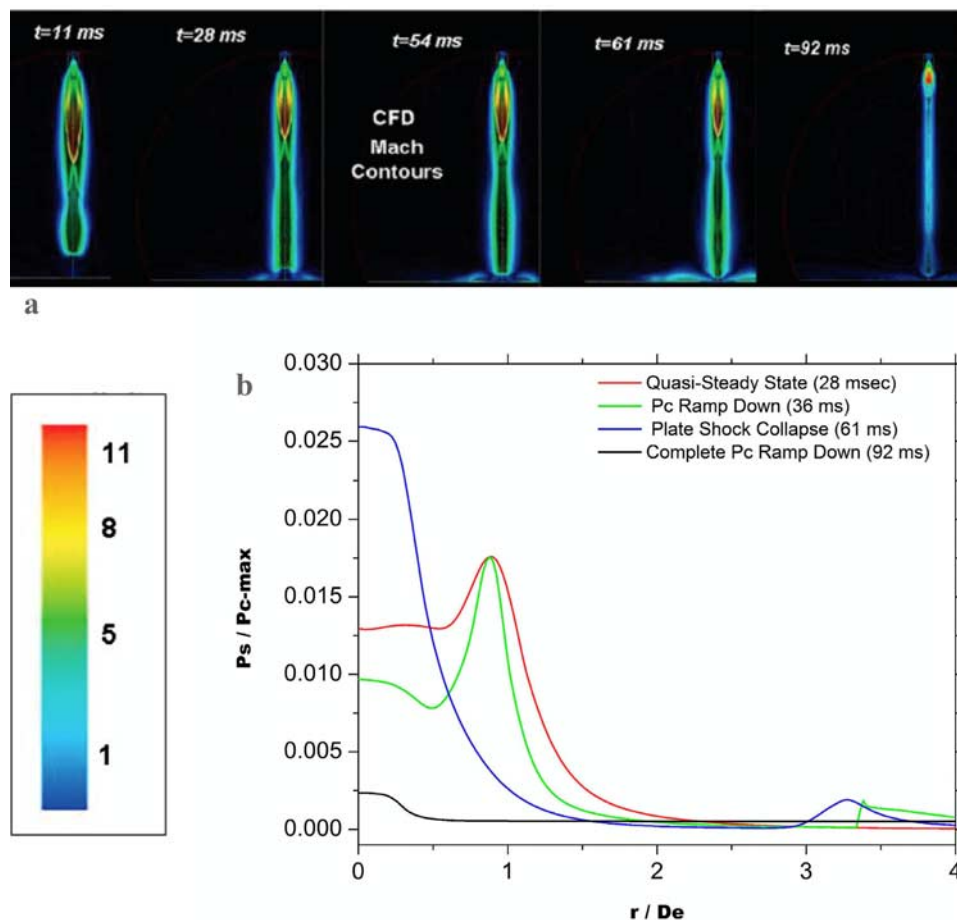 t=11 ms
t=28 ms
t=54 ms
t=61 ms
t=92 ms
CFD
Mach
Contours
a
11
8
5
1
b
Quasi-Steady State (28 msec)
Pc Ramp Down (36 ms)
Plate Shock Collapse (61 ms)
Complete Pc Ramp Down (92 ms)
0.030
0.025
0.020
0.015
0.010
0.005
0.000
Ps / Pc-max
0
1
2
3
4
r / De